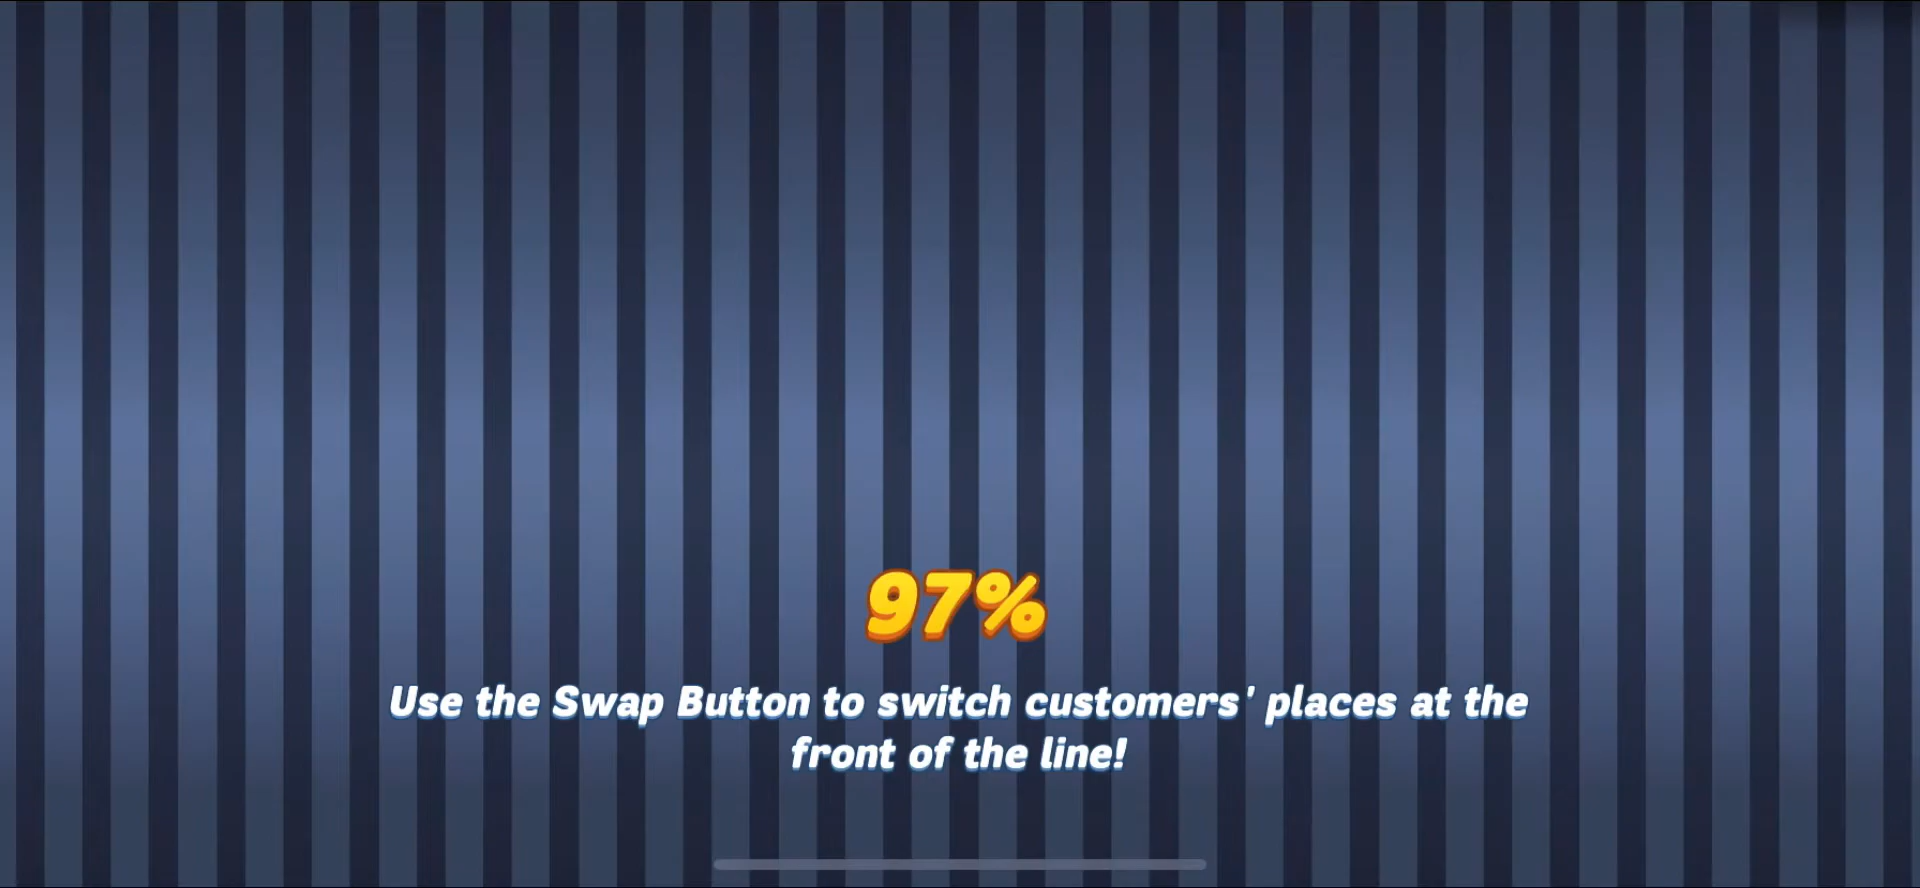 97%
Use the Swap Button to switch customers' places at the
front of the line!